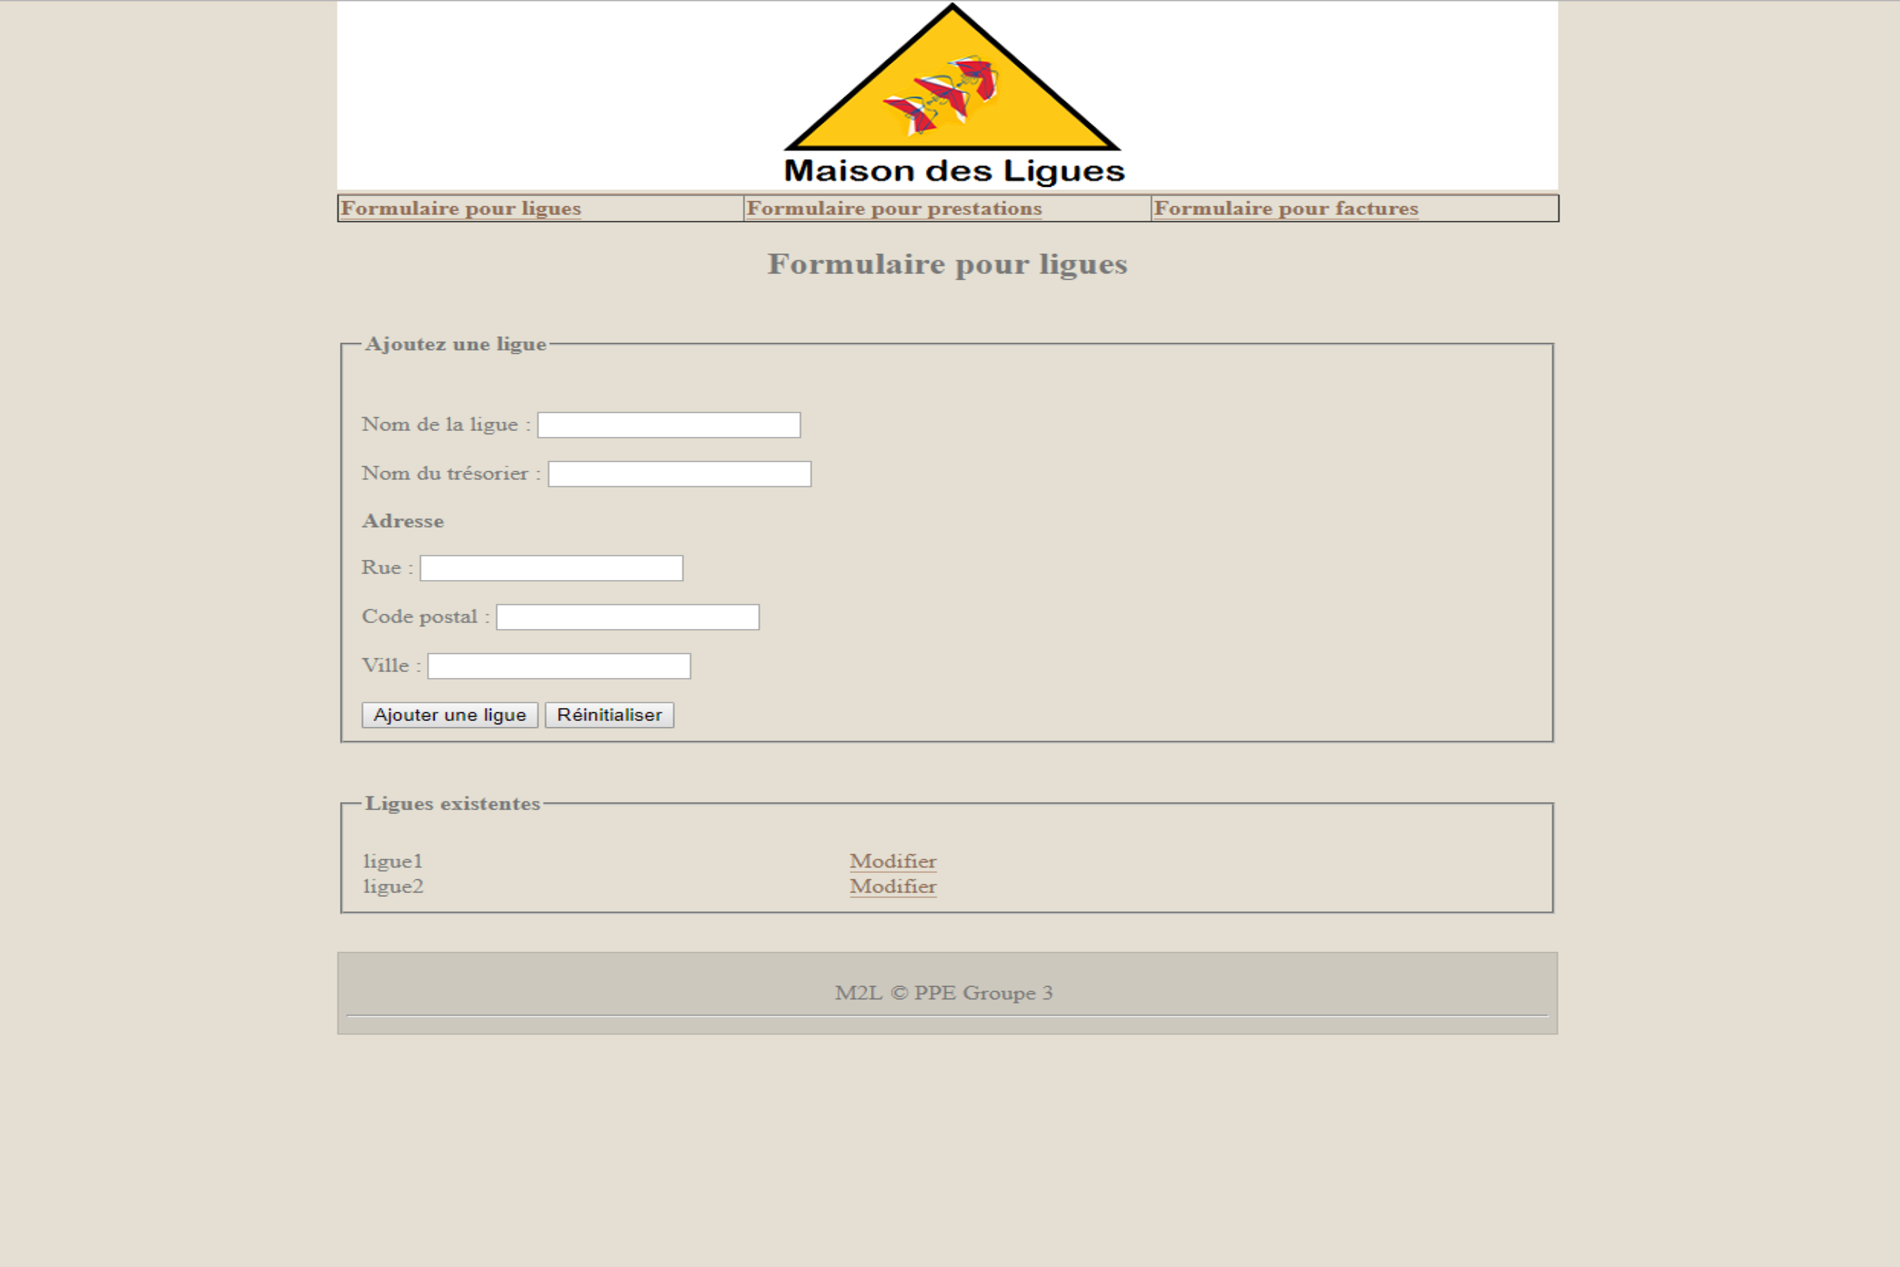 Maison des Ligues
Formulaire pour ligues Formulaire pour prestations Formulaire pour factures
Formulaire pour ligues
Ajoutez une ligue
Nom de la ligue :
Nom du trésorier :
Adresse
Rue :
Code postal :
Ville :
Ajouter une ligue Réinitialiser
Ligues existentes
ligue1 Modifier
ligue2 Modifier
M2L © PPE Groupe 3